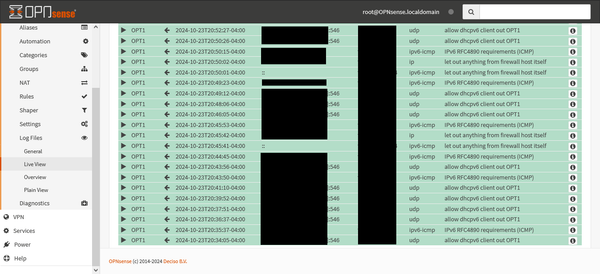 OPNsense
root@OPNsense.localdomain
Aliases
Automation
Categories
Groups
NAT
Rules
Shaper
Settings
Log Files
General
Live View
Overview
Plain View
Diagnostics
VPN
Services
Power
Help
OPT1 2024-10-23T20:52:27-04:00 :546 udp allow dhcpv6 client out OPT1
OPT1 2024-10-23T20:50:26-04:00 :546 udp allow dhcpv6 client out OPT1
OPT1 2024-10-23T20:50:15-04:00 ipv6-icmp IPv6 RFC4890 requirements (ICMP)
OPT1 2024-10-23T20:50:02-04:00 ip let out anything from firewall host itself
OPT1 2024-10-23T20:50:01-04:00 :: ipv6-icmp let out anything from firewall host itself
OPT1 2024-10-23T20:49:23-04:00 ipv6-icmp IPv6 RFC4890 requirements (ICMP)
OPT1 2024-10-23T20:49:12-04:00 :546 udp allow dhcpv6 client out OPT1
OPT1 2024-10-23T20:48:06-04:00 :546 udp allow dhcpv6 client out OPT1
OPT1 2024-10-23T20:46:05-04:00 :546 udp allow dhcpv6 client out OPT1
OPT1 2024-10-23T20:45:53-04:00 ipv6-icmp IPv6 RFC4890 requirements (ICMP)
OPT1 2024-10-23T20:45:42-04:00 ip let out anything from firewall host itself
OPT1 2024-10-23T20:45:41-04:00 :: ipv6-icmp let out anything from firewall host itself
OPT1 2024-10-23T20:44:45-04:00 ipv6-icmp IPv6 RFC4890 requirements (ICMP)
OPT1 2024-10-23T20:43:56-04:00 :546 udp allow dhcpv6 client out OPT1
OPT1 2024-10-23T20:43:50-04:00 ipv6-icmp IPv6 RFC4890 requirements (ICMP)
OPT1 2024-10-23T20:41:10-04:00 :546 udp allow dhcpv6 client out OPT1
OPT1 2024-10-23T20:39:52-04:00 :546 udp allow dhcpv6 client out OPT1
OPT1 2024-10-23T20:37:51-04:00 :546 udp allow dhcpv6 client out OPT1
OPT1 2024-10-23T20:36:37-04:00 :546 udp allow dhcpv6 client out OPT1
OPT1 2024-10-23T20:35:37-04:00 ipv6-icmp IPv6 RFC4890 requirements (ICMP)
OPT1 2024-10-23T20:34:05-04:00 :546 udp allow dhcpv6 client out OPT1
OPNsense (c) 2014-2024 Deciso B.V.